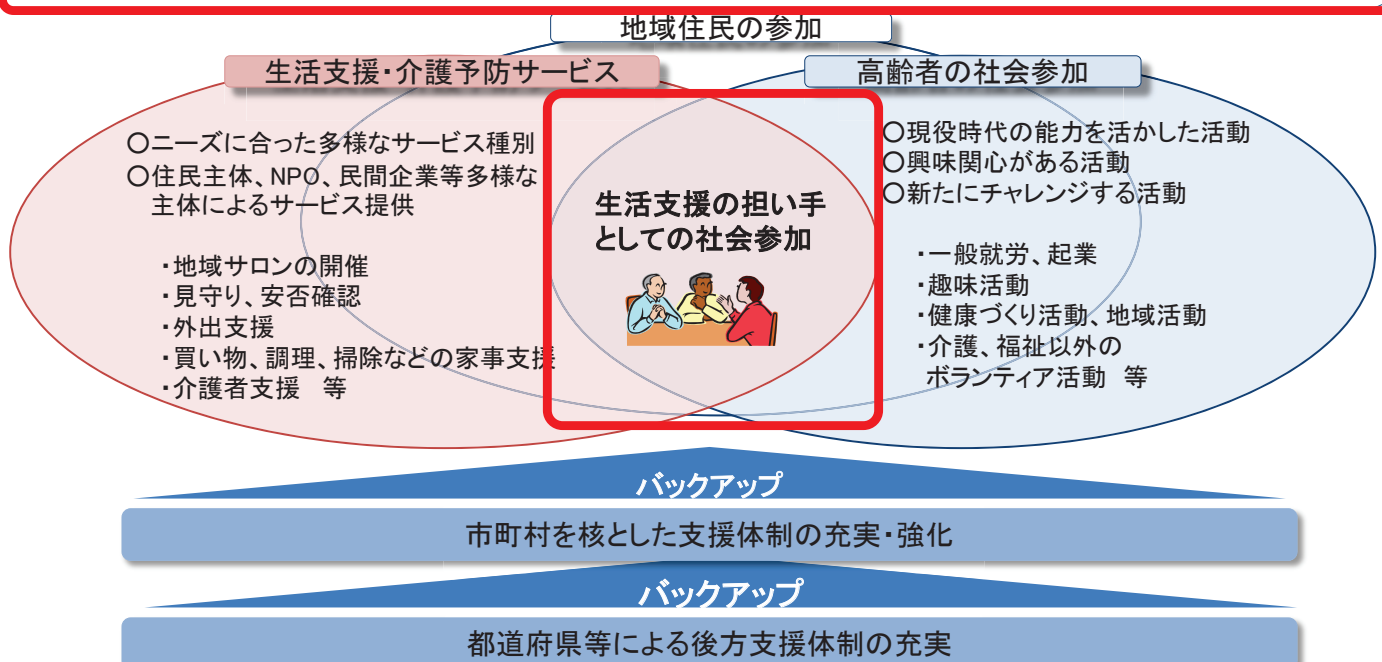 地域住民の参加
生活支援・介護予防サービス
高齢者の社会参加
○ニーズに合った多様なサービス種別
○住民主体、NPO、民間企業等多様な
主体によるサービス提供
・地域サロンの開催
・見守り、安否確認
・外出支援
・買い物、調理、掃除などの家事支援
・介護者支援　等
生活支援の担い手
としての社会参加
○現役時代の能力を活かした活動
○興味関心がある活動
○新たにチャレンジする活動
・一般就労、起業
・趣味活動
・健康づくり活動、地域活動
・介護、福祉以外の
ボランティア活動　等
バックアップ
市町村を核とした支援体制の充実・強化
バックアップ
都道府県等による後方支援体制の充実